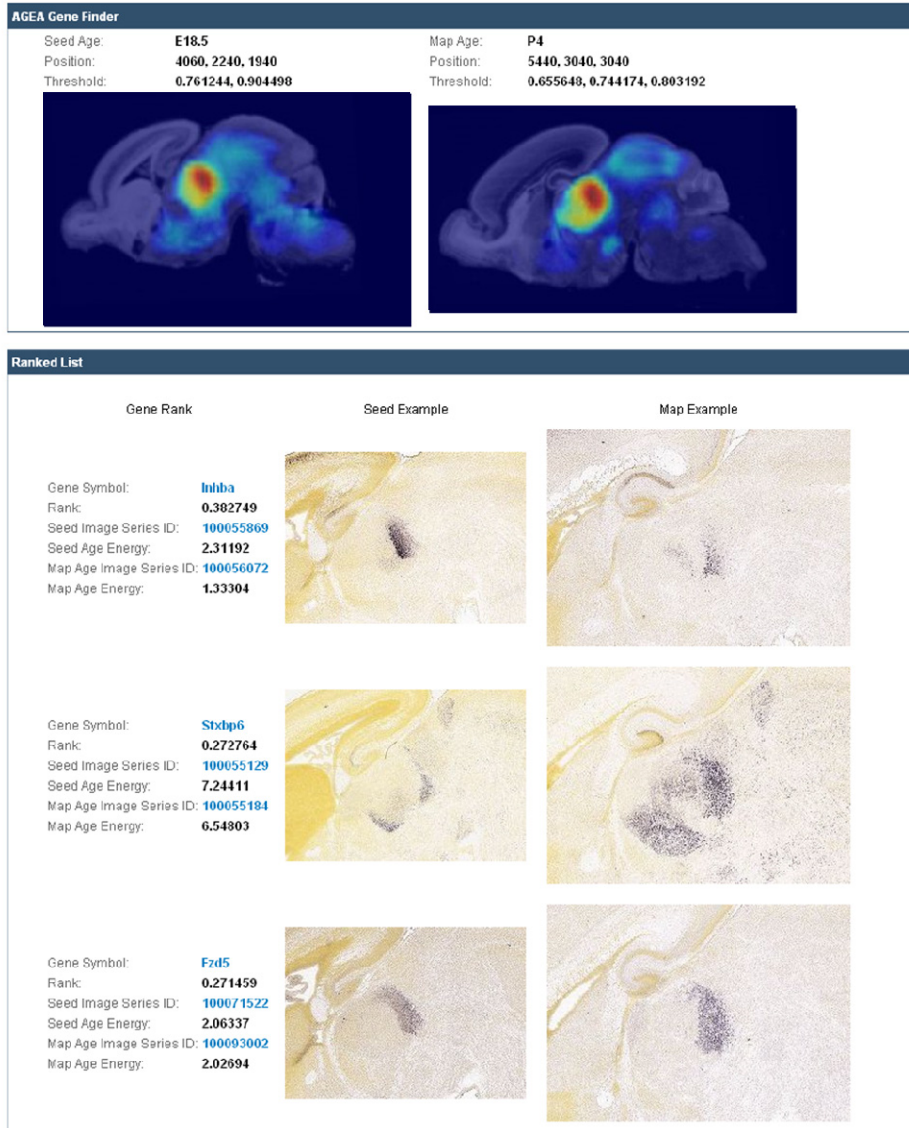 AGEA Gene Finder
Seed Age: E18.5 Map Age: P4
Position: 4060, 2240, 1940 Position: 5440, 3040, 3040
Threshold: 0.761244, 0.904498 Threshold: 0.655648, 0.744174, 0.803192
Ranked List
Gene Rank Seed Example Map Example
Gene Symbol: Inhba
Rank: 0.382749
Seed Image Series ID: 100055869
Seed Age Energy: 2.31192
Map Age Image Series ID: 100056072
Map Age Energy: 1.33304
Gene Symbol: Stxbp6
Rank: 0.272764
Seed Image Series ID: 100055129
Seed Age Energy: 7.24411
Map Age Image Series ID: 100055184
Map Age Energy: 6.54803
Gene Symbol: Fzd5
Rank: 0.271459
Seed Image Series ID: 100071522
Seed Age Energy: 2.06337
Map Age Image Series ID: 100093002
Map Age Energy: 2.02694